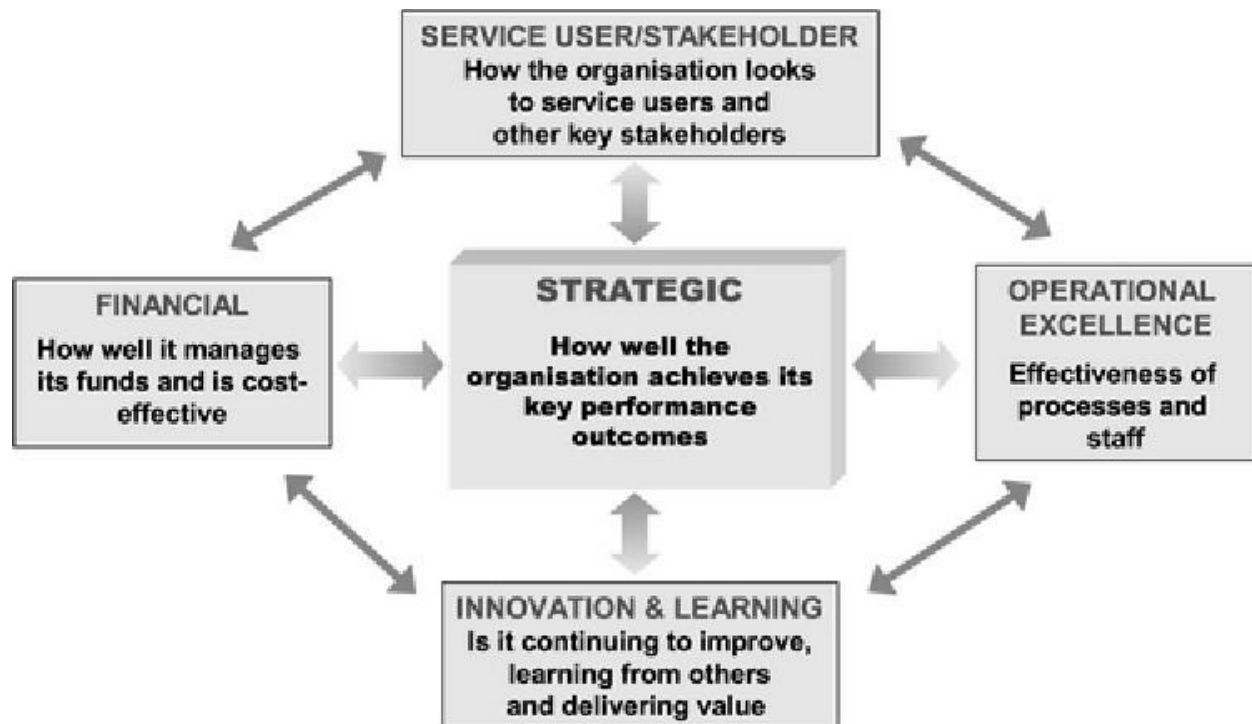 SERVICE USER/STAKEHOLDER
How the organisation looks
to service users and
other key stakeholders
FINANCIAL
How well it manages
its funds and is cost-
effective
STRATEGIC
How well the
organisation achieves its
key performance
outcomes
OPERATIONAL
EXCELLENCE
Effectiveness of
processes and
staff
INNOVATION & LEARNING
Is it continuing to improve,
learning from others
and delivering value